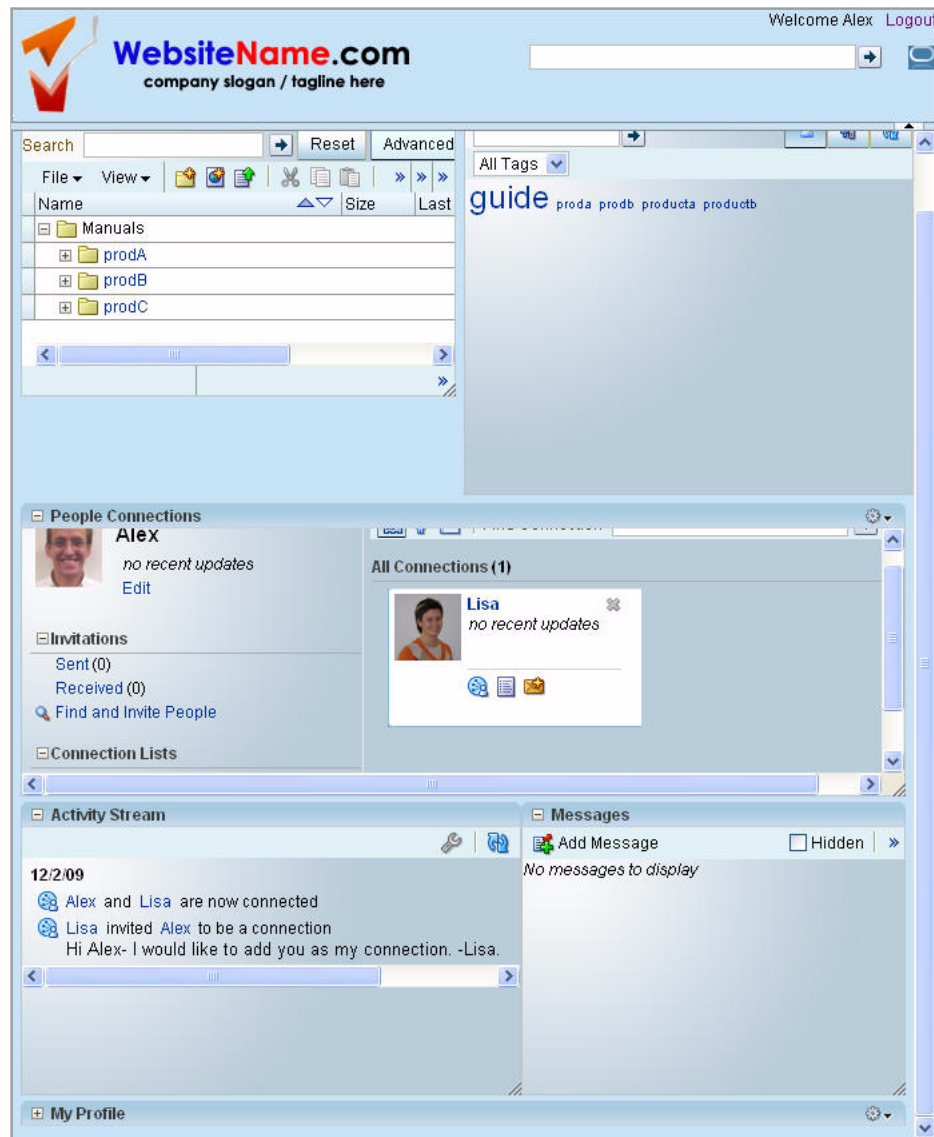 Welcome Alex Logout
WebsiteName.com
company slogan / tagline here
Search Reset Advanced
File View
Name Size Last
Manuals
prodA
prodB
prodC
All Tags
guide proda prodb producta productb
People Connections
Alex
no recent updates
Edit
Invitations
Sent (0)
Received (0)
Find and Invite People
Connection Lists
All Connections (1)
Lisa
no recent updates
Activity Stream
12/2/09
Alex and Lisa are now connected
Lisa invited Alex to be a connection
Hi Alex- I would like to add you as my connection. -Lisa.
Messages
Add Message Hidden
No messages to display
My Profile